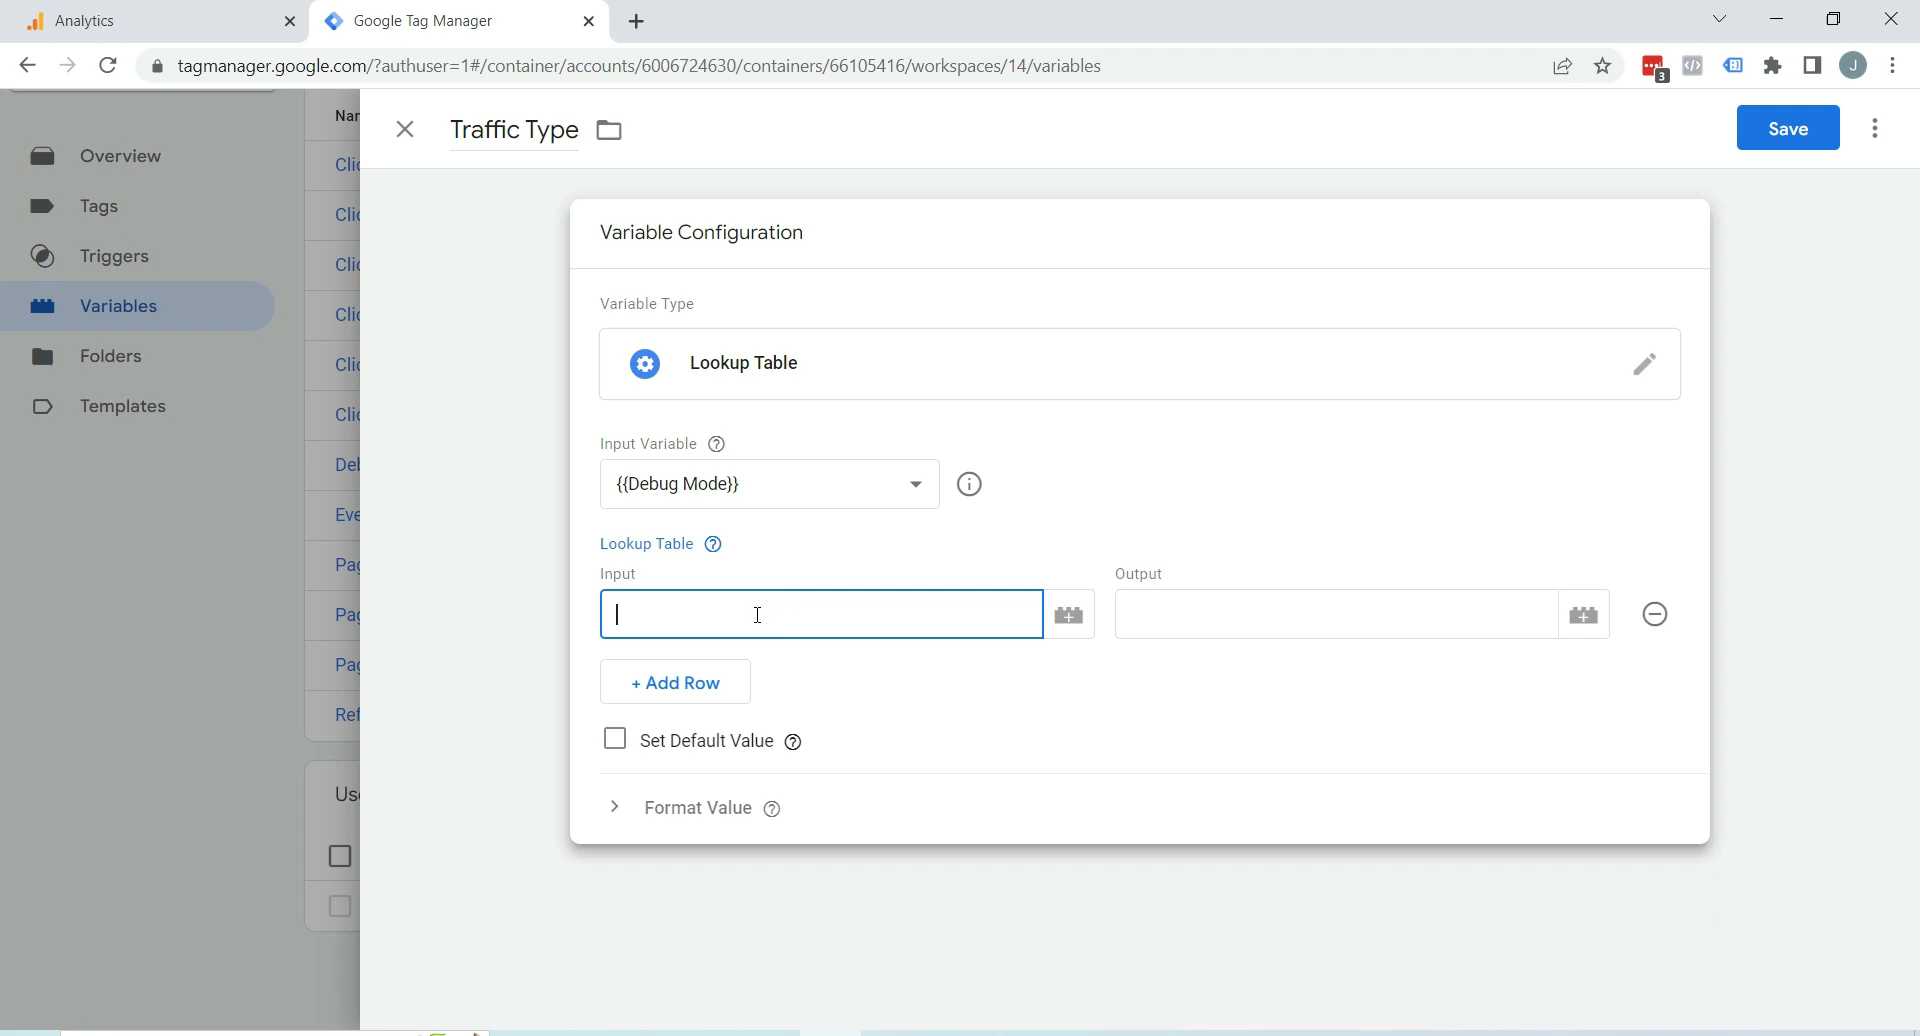 Analytics
Google Tag Manager
tagmanager.google.com/?authuser=1#/container/accounts/6006724630/containers/66105416/workspaces/14/variables
3
J
Overview
Tags
Triggers
Variables
Folders
Templates
Traffic Type
Save
Variable Configuration
Variable Type
Lookup Table
Input Variable
{{Debug Mode}}
Lookup Table
Input
Output
+ Add Row
Set Default Value
Format Value